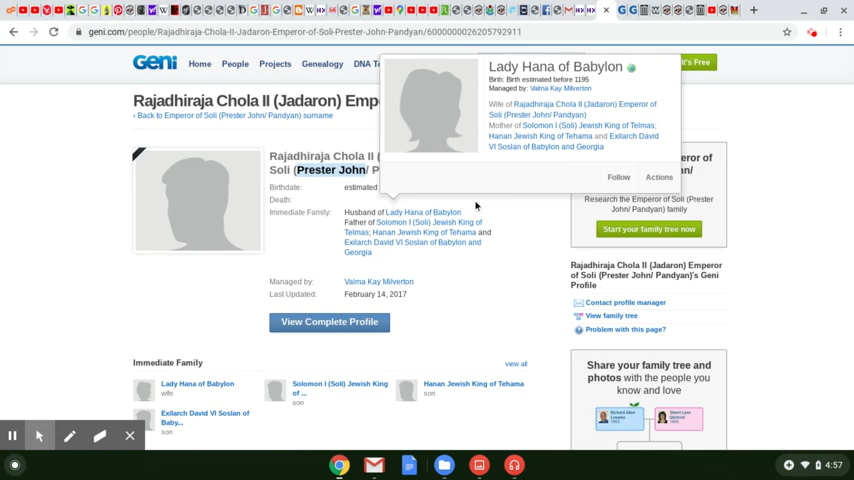 geni.com/people/Rajadhiraja-Chola-II-Jadaron-Emperor-of-Soli-Prester-John-Pandyan/6000000026205792911
Geni
Home People Projects Genealogy DNA Te
's Free
Rajadhiraja Chola II (Jadaron) Empe
‹ Back to Emperor of Soli (Prester John/ Pandyan) surname
Lady Hana of Babylon
Birth: Birth estimated before 1195
Managed by: Valma Kay Milverton
Wife of Rajadhiraja Chola II (Jadaron) Emperor of
Soli (Prester John/ Pandyan)
Mother of Solomon I (Soli) Jewish King of Telmas;
Hanan Jewish King of Tehama and Exilarch David
VI Soslan of Babylon and Georgia
Follow Actions
Rajadhiraja Chola II (
Soli (Prester John/ P
Birthdate: estimated
Death:
Immediate Family: Husband of Lady Hana of Babylon
Father of Solomon I (Soli) Jewish King of
Telmas; Hanan Jewish King of Tehama and
Exilarch David VI Soslan of Babylon and
Georgia
Managed by: Valma Kay Milverton
Last Updated: February 14, 2017
View Complete Profile
Immediate Family view all
Lady Hana of Babylon
wife
Solomon I (Soli) Jewish King
of ...
son
Hanan Jewish King of Tehama
son
Exilarch David VI Soslan of
Baby...
son
peror of
n/
Research the Emperor of Soli
(Prester John/ Pandyan) family
Start your family tree now
Rajadhiraja Chola II (Jadaron) Emperor
of Soli (Prester John/ Pandyan)'s Geni
Profile
Contact profile manager
View family tree
Problem with this page?
Share your family tree and
photos with the people you
know and love
4:57